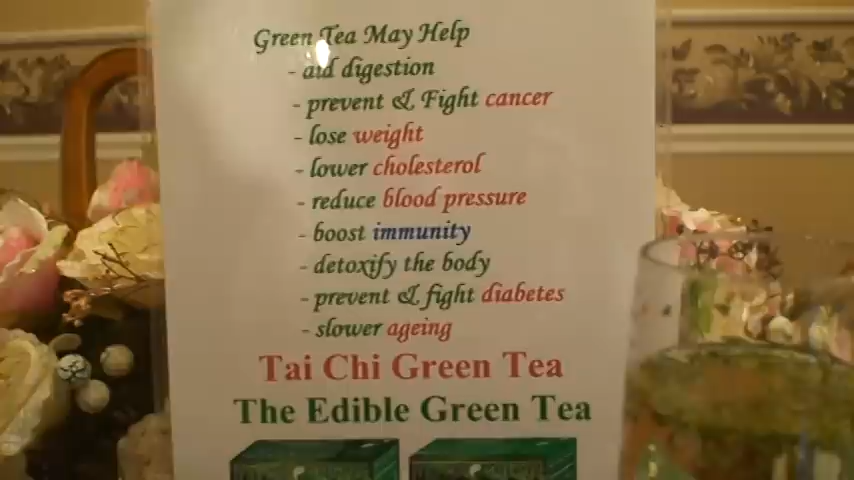 Green Tea May Help
- aid digestion
- prevent & Fight cancer
- lose weight
- lower cholesterol
- reduce blood pressure
- boost immunity
- detoxify the body
- prevent & fight diabetes
- slower ageing
Tai Chi Green Tea
The Edible Green Tea